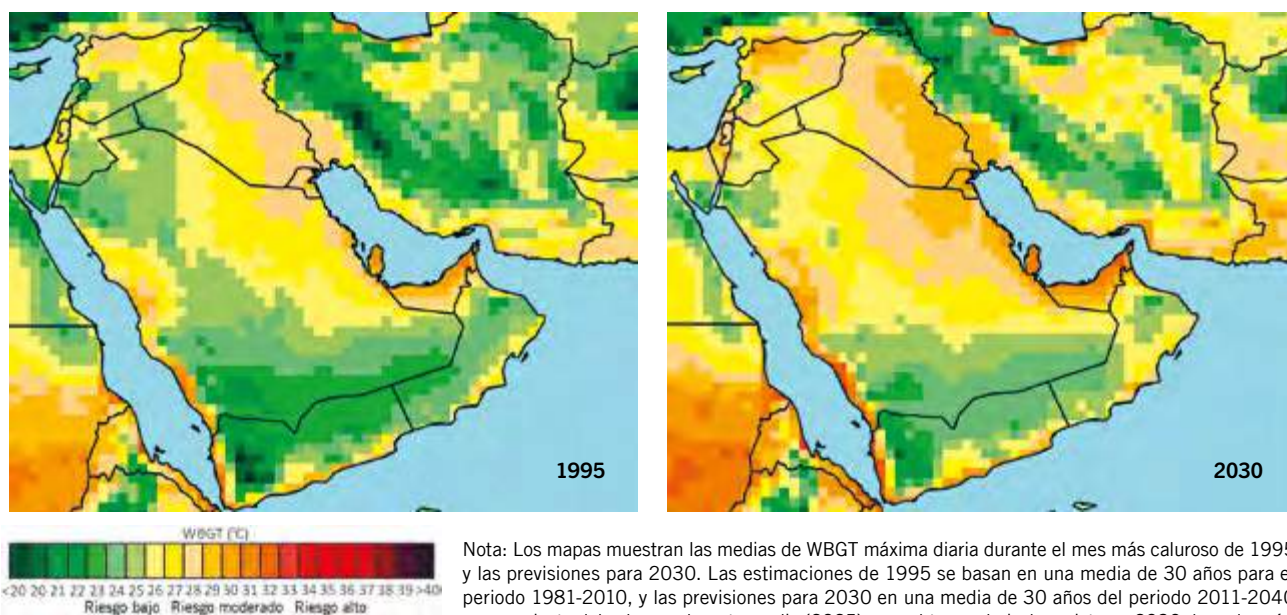 1995
2030
WBGT (°C)
<20 20 21 22 23 24 25 26 27 28 29 30 31 32 33 34 35 36 37 38 39 >40
Riesgo bajo Riesgo moderado Riesgo alto
Nota: Los mapas muestran las medias de WBGT máxima diaria durante el mes más caluroso de 1995
y las previsiones para 2030. Las estimaciones de 1995 se basan en una media de 30 años para e
periodo 1981-2010, y las previsiones para 2030 en una media de 30 años del periodo 2011-2040